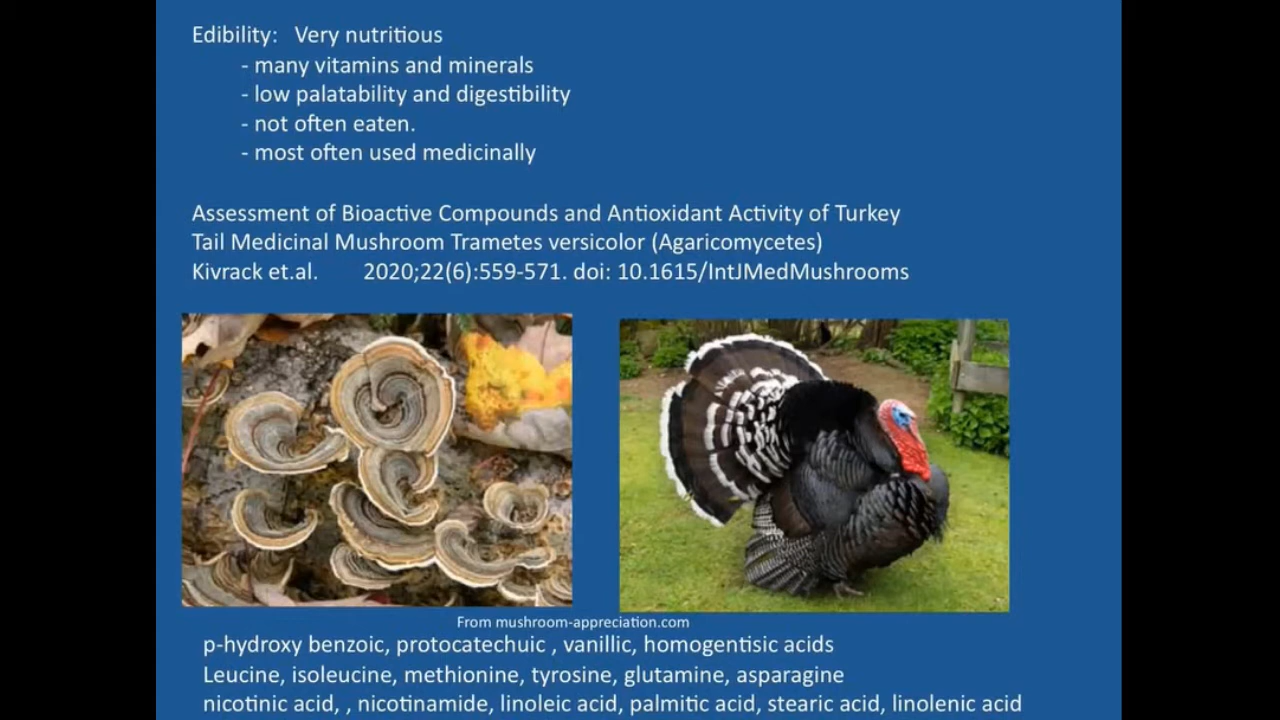 Edibility: Very nutritious
- many vitamins and minerals
- low palatability and digestibility
- not often eaten.
- most often used medicinally
Assessment of Bioactive Compounds and Antioxidant Activity of Turkey
Tail Medicinal Mushroom Trametes versicolor (Agaricomycetes)
Kivrack et.al. 2020;22(6):559-571. doi: 10.1615/IntJMedMushrooms
From mushroom-appreciation.com
p-hydroxy benzoic, protocatechuic , vanillic, homogentisic acids
Leucine, isoleucine, methionine, tyrosine, glutamine, asparagine
nicotinic acid, , nicotinamide, linoleic acid, palmitic acid, stearic acid, linolenic acid